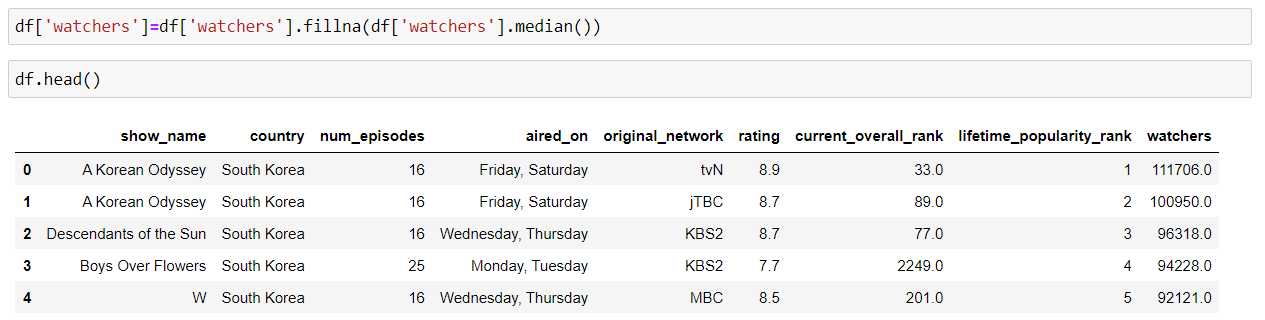 df['watchers']=df['watchers'].fillna(df['watchers'].median())
df.head()
show_name country num_episodes aired_on original_network rating current_overall_rank lifetime_popularity_rank watchers
0 A Korean Odyssey South Korea 16 Friday, Saturday tvN 8.9 33.0 1 111706.0
1 A Korean Odyssey South Korea 16 Friday, Saturday jTBC 8.7 89.0 2 100950.0
2 Descendants of the Sun South Korea 16 Wednesday, Thursday KBS2 8.7 77.0 3 96318.0
3 Boys Over Flowers South Korea 25 Monday, Tuesday KBS2 7.7 2249.0 4 94228.0
4 W South Korea 16 Wednesday, Thursday MBC 8.5 201.0 5 92121.0